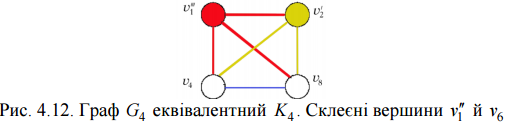 v₁″ v₂′
v₄ v₈
Рис. 4.12. Граф G₄ еквівалентний K₄. Склеєні вершини v₁″ й v₆